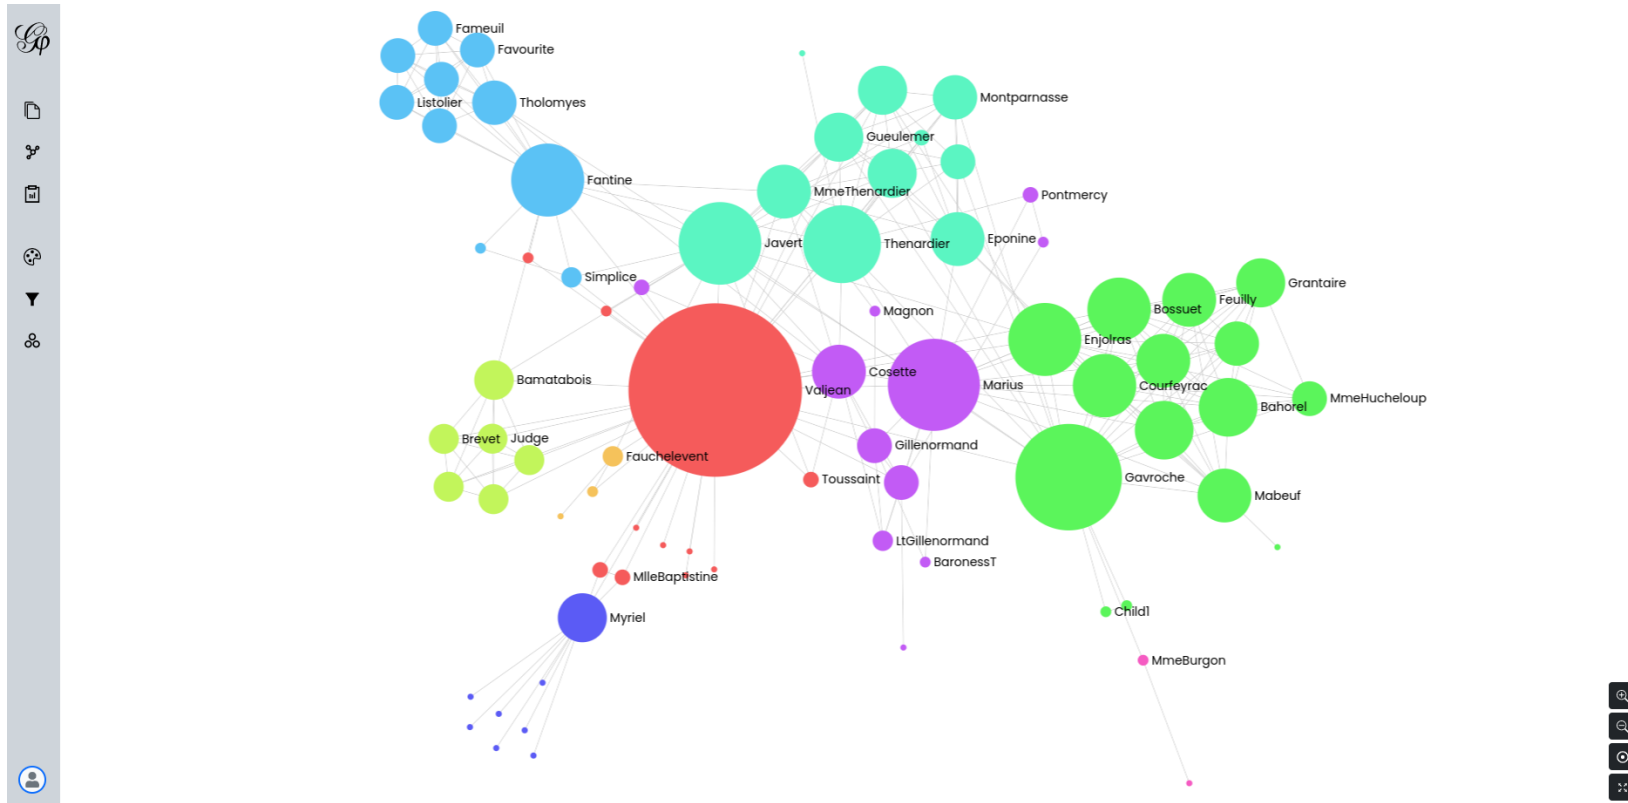 Fameuil
Favourite
Listolier
Tholomyes
Montparnasse
Gueulemer
Fantine
MmeThenardier
Pontmercy
Javert
Thenardier
Eponine
Simplice
Grantaire
Feuilly
Bossuet
Magnon
Enjolras
Bamatabois
Cosette
Valjean
Marius
Courfeyrac
MmeHucheloup
Bahorel
Brevet
Judge
Gillenormand
Fauchelevent
Toussaint
Gavroche
Mabeuf
LtGillenormand
BaronessT
MlleBaptistine
Child1
Myriel
MmeBurgon